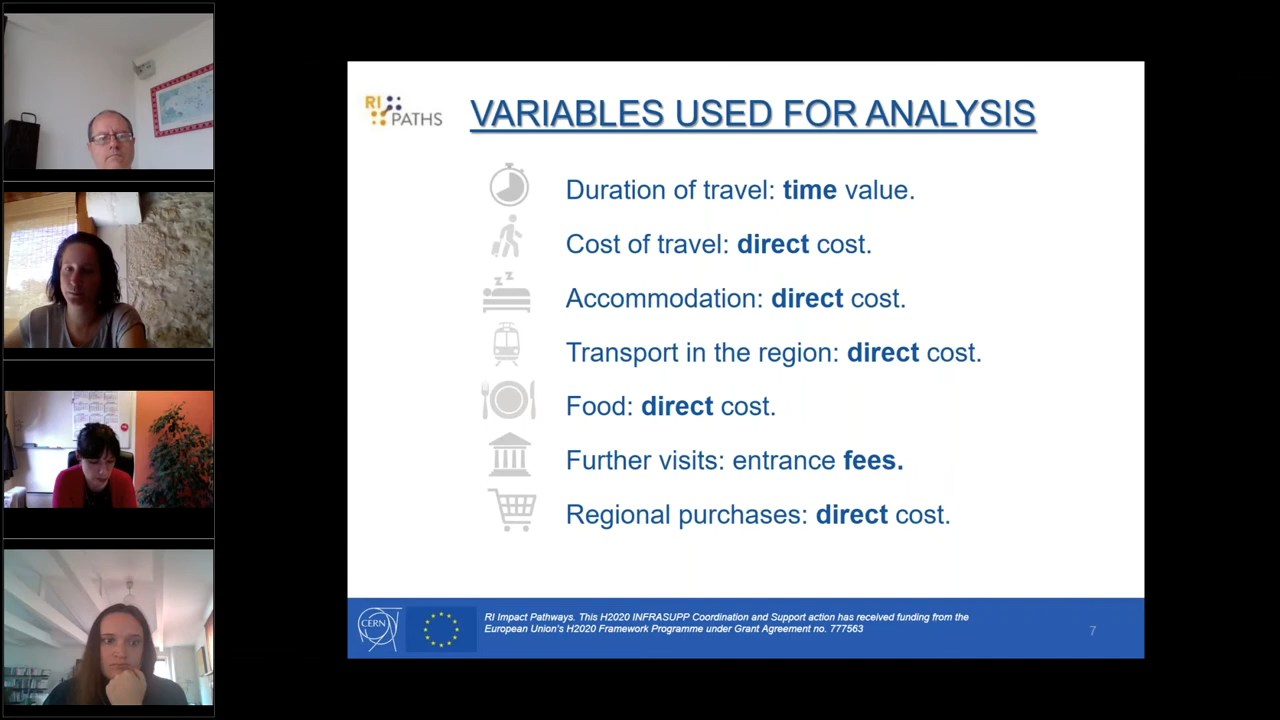 RI
PATHS
VARIABLES USED FOR ANALYSIS
Duration of travel: time value.
Cost of travel: direct cost.
Accommodation: direct cost.
Transport in the region: direct cost.
Food: direct cost.
Further visits: entrance fees.
Regional purchases: direct cost.
CERN
RI Impact Pathways. This H2020 INFRASUPP Coordination and Support action has received funding from the
European Union's H2020 Framework Programme under Grant Agreement no. 777563
7